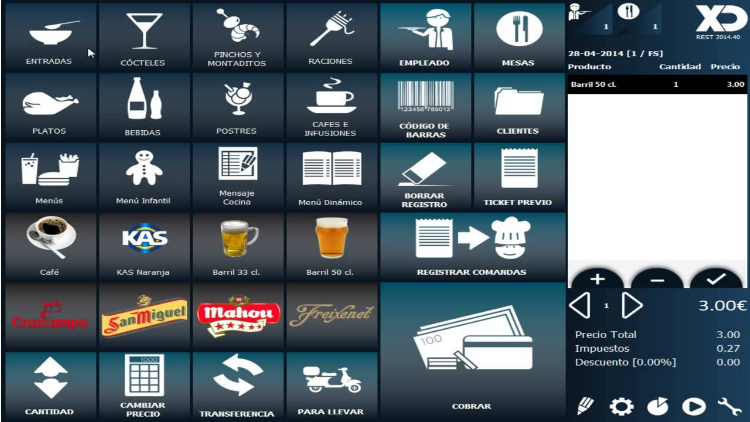 ENTRADAS
CÓCTELES
PINCHOS Y
MONTADITOS
RACIONES
EMPLEADO
MESAS
PLATOS
BEBIDAS
POSTRES
CAFES E
INFUSIONES
123456 789012
CÓDIGO DE
BARRAS
CLIENTES
Menús
Menú Infantil
Mensaje
Cocina
Menú Dinámico
BORRAR
REGISTRO
TICKET PREVIO
Café
KAS
KAS Naranja
Barril 33 cl.
Barril 50 cl.
REGISTRAR COMANDAS
Cruzcampo
SanMiguel
Mahou
Freixenet
100
COBRAR
CANTIDAD
1000
CAMBIAR
PRECIO
TRANSFERENCIA
PARA LLEVAR
1
1
XD
REST 2014.40
28-04-2014 [1 / FS]
Producto Cantidad Precio
Barril 50 cl. 1 3.00
1
3.00€
Precio Total 3.00
Impuestos 0.27
Descuento [0.00%] 0.00